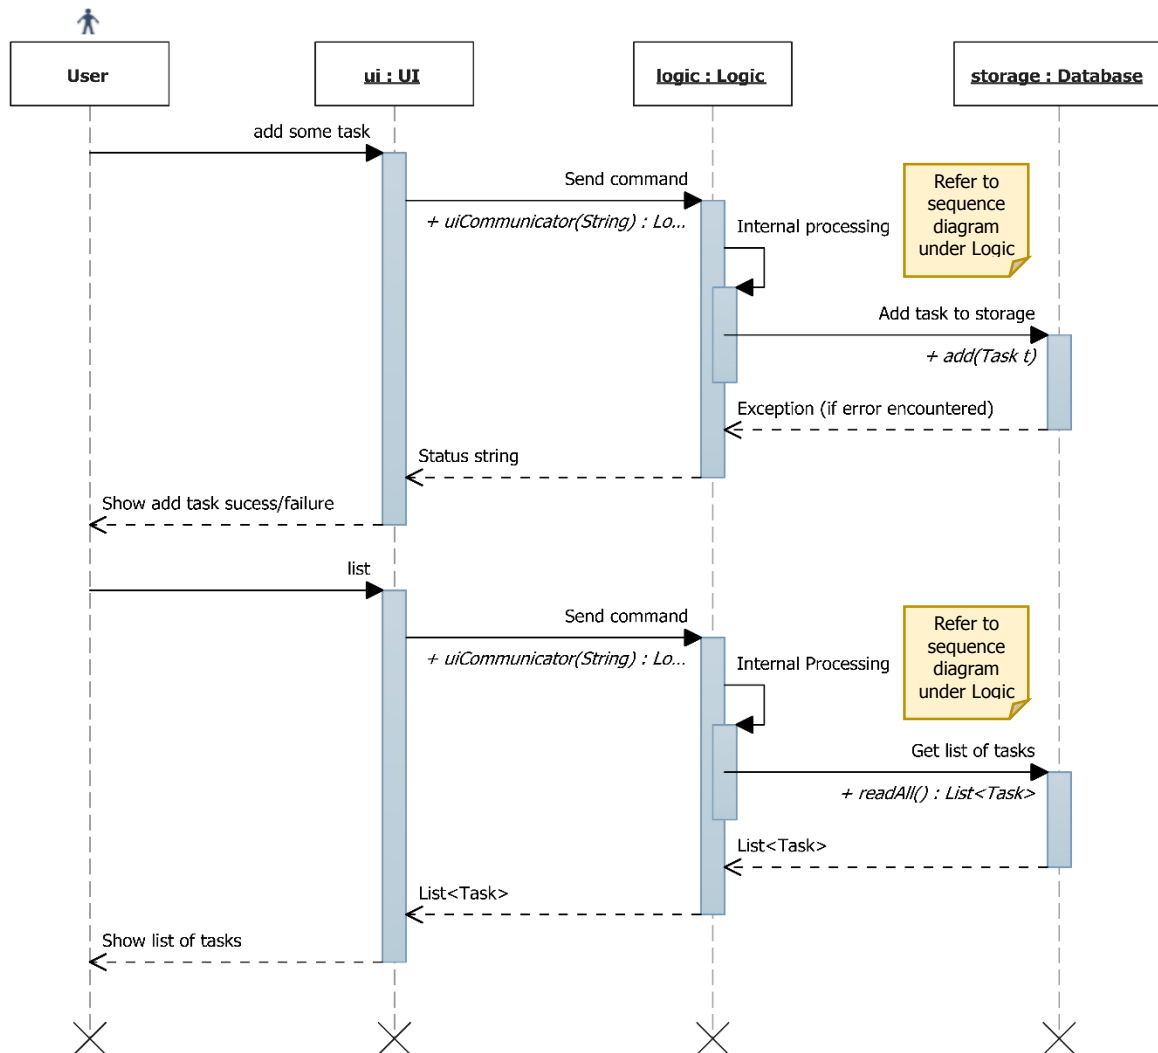 User
ui : UI
logic : Logic
storage : Database
add some task
Send command
+ uiCommunicator(String) : Lo...
Internal processing
Refer to
sequence
diagram
under Logic
Add task to storage
+ add(Task t)
Exception (if error encountered)
Status string
Show add task sucess/failure
list
Send command
+ uiCommunicator(String) : Lo...
Internal Processing
Refer to
sequence
diagram
under Logic
Get list of tasks
+ readAll() : List<Task>
List<Task>
List<Task>
Show list of tasks